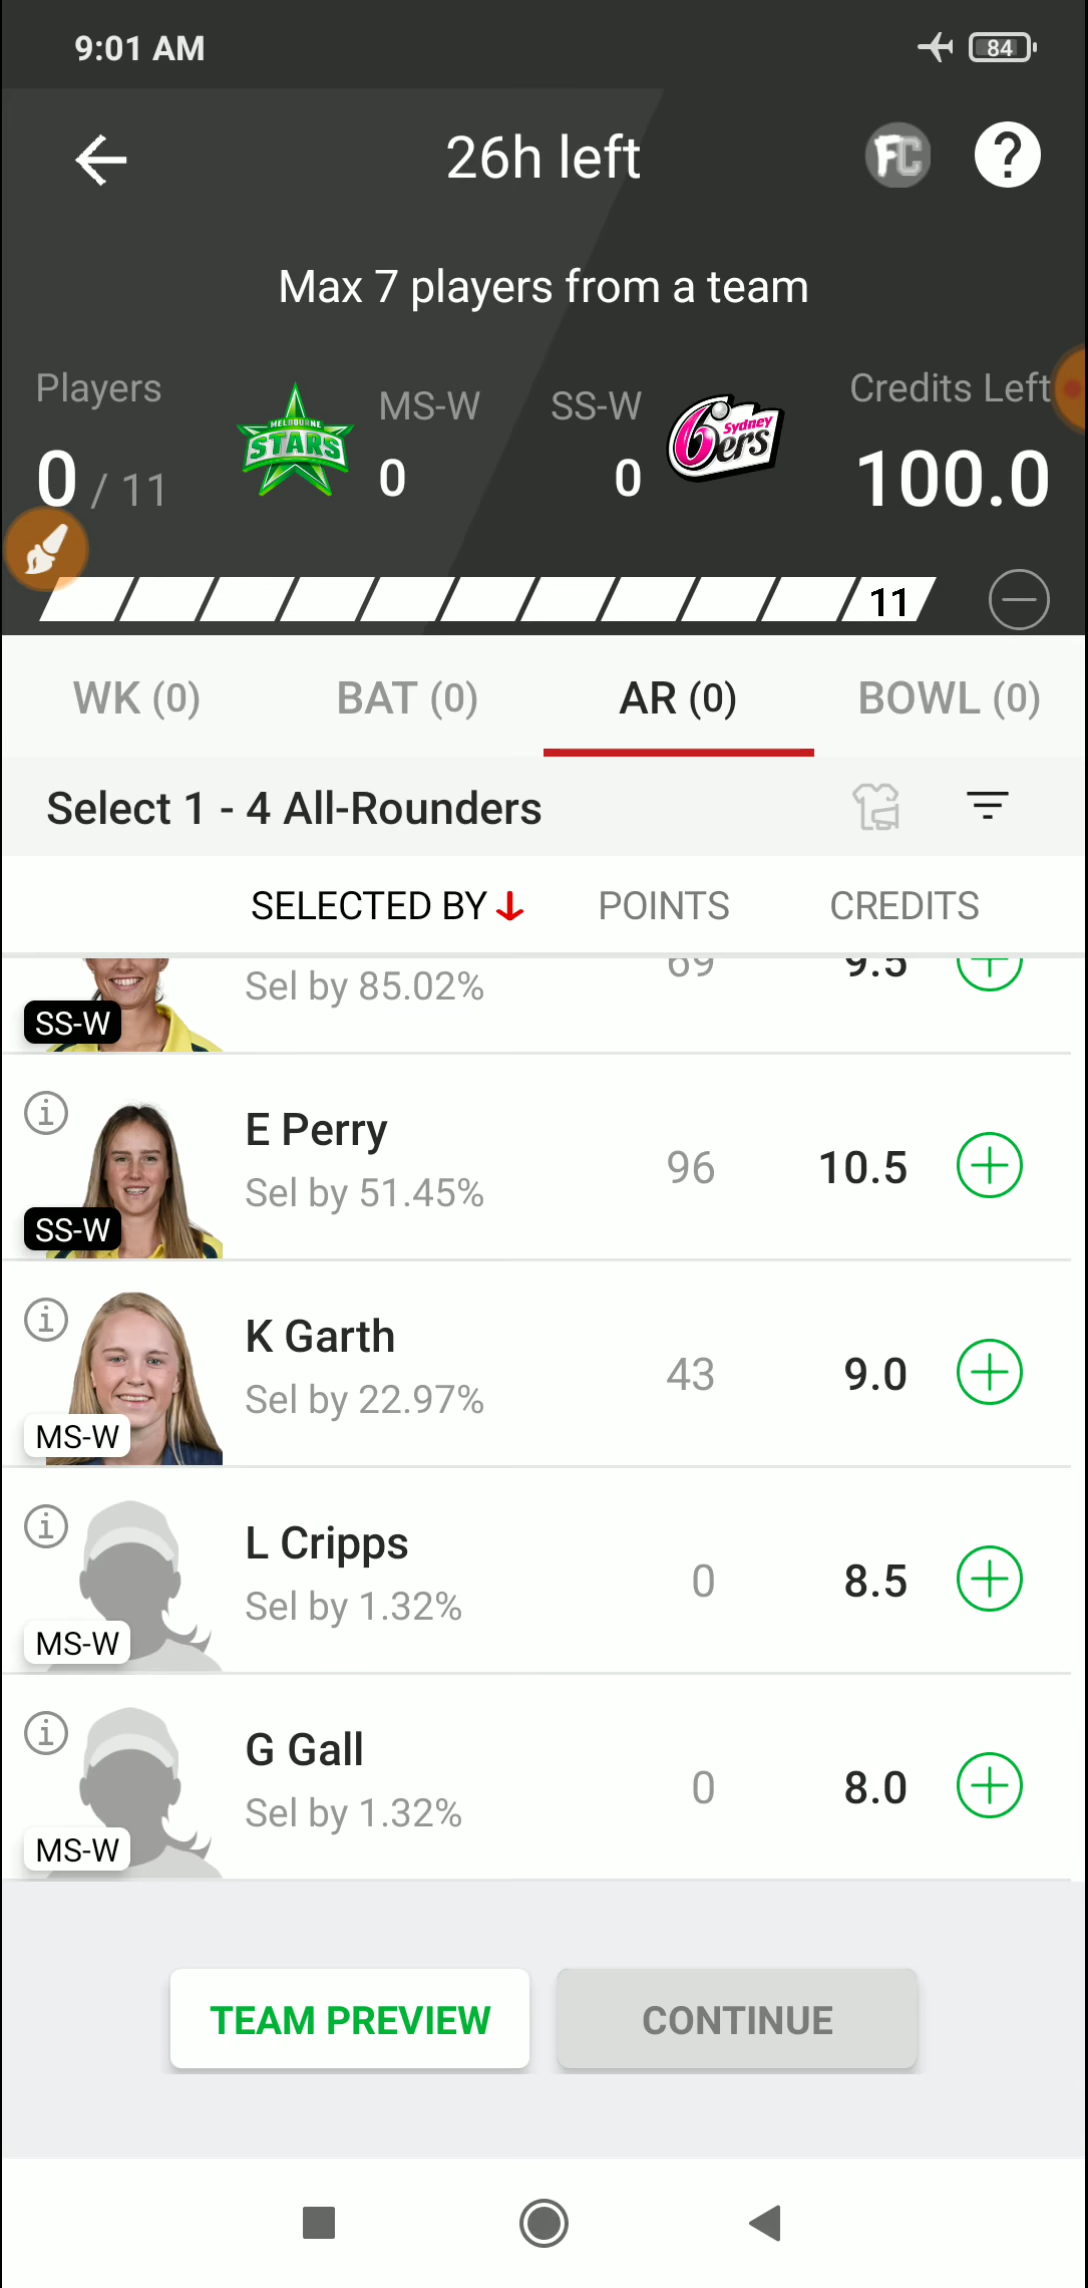 9:01 AM
84
26h left
FC
?
Max 7 players from a team
Players
MS-W
SS-W
Credits Left
0 / 11
MELBOURNE
STARS
0
0
Sydney
6ers
100.0
11
WK (0)
BAT (0)
AR (0)
BOWL (0)
Select 1 - 4 All-Rounders
SELECTED BY
POINTS
CREDITS
Sel by 85.02%
69
9.5
SS-W
i
E Perry
Sel by 51.45%
96
10.5
SS-W
i
K Garth
Sel by 22.97%
43
9.0
MS-W
i
L Cripps
Sel by 1.32%
0
8.5
MS-W
i
G Gall
Sel by 1.32%
0
8.0
MS-W
TEAM PREVIEW
CONTINUE